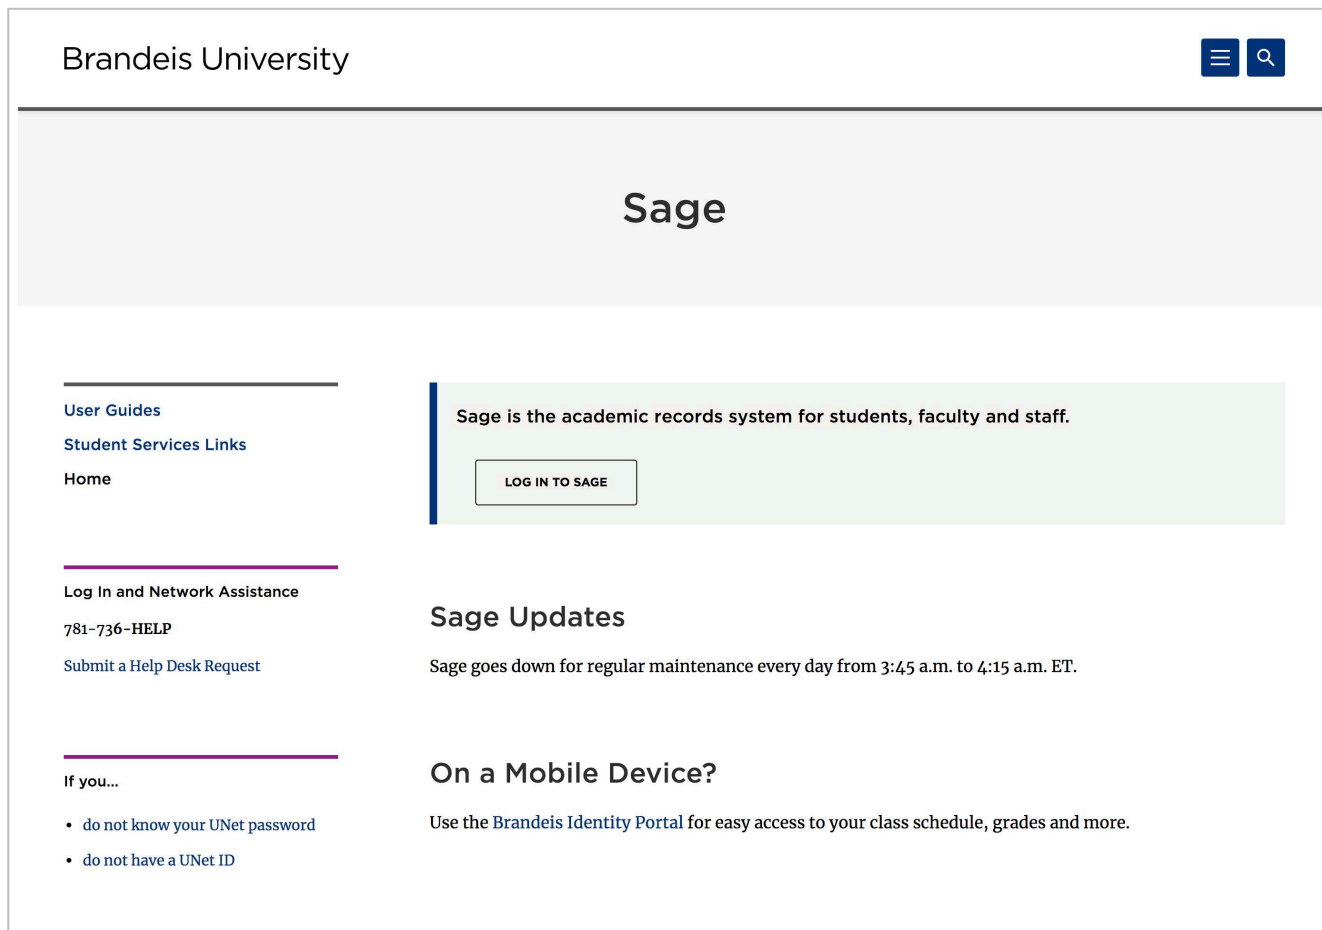 Brandeis University
Sage
User Guides
Student Services Links
Home
Log In and Network Assistance
781-736-HELP
Submit a Help Desk Request
If you...
• do not know your UNet password
• do not have a UNet ID
Sage is the academic records system for students, faculty and staff.
LOG IN TO SAGE
Sage Updates
Sage goes down for regular maintenance every day from 3:45 a.m. to 4:15 a.m. ET.
On a Mobile Device?
Use the Brandeis Identity Portal for easy access to your class schedule, grades and more.